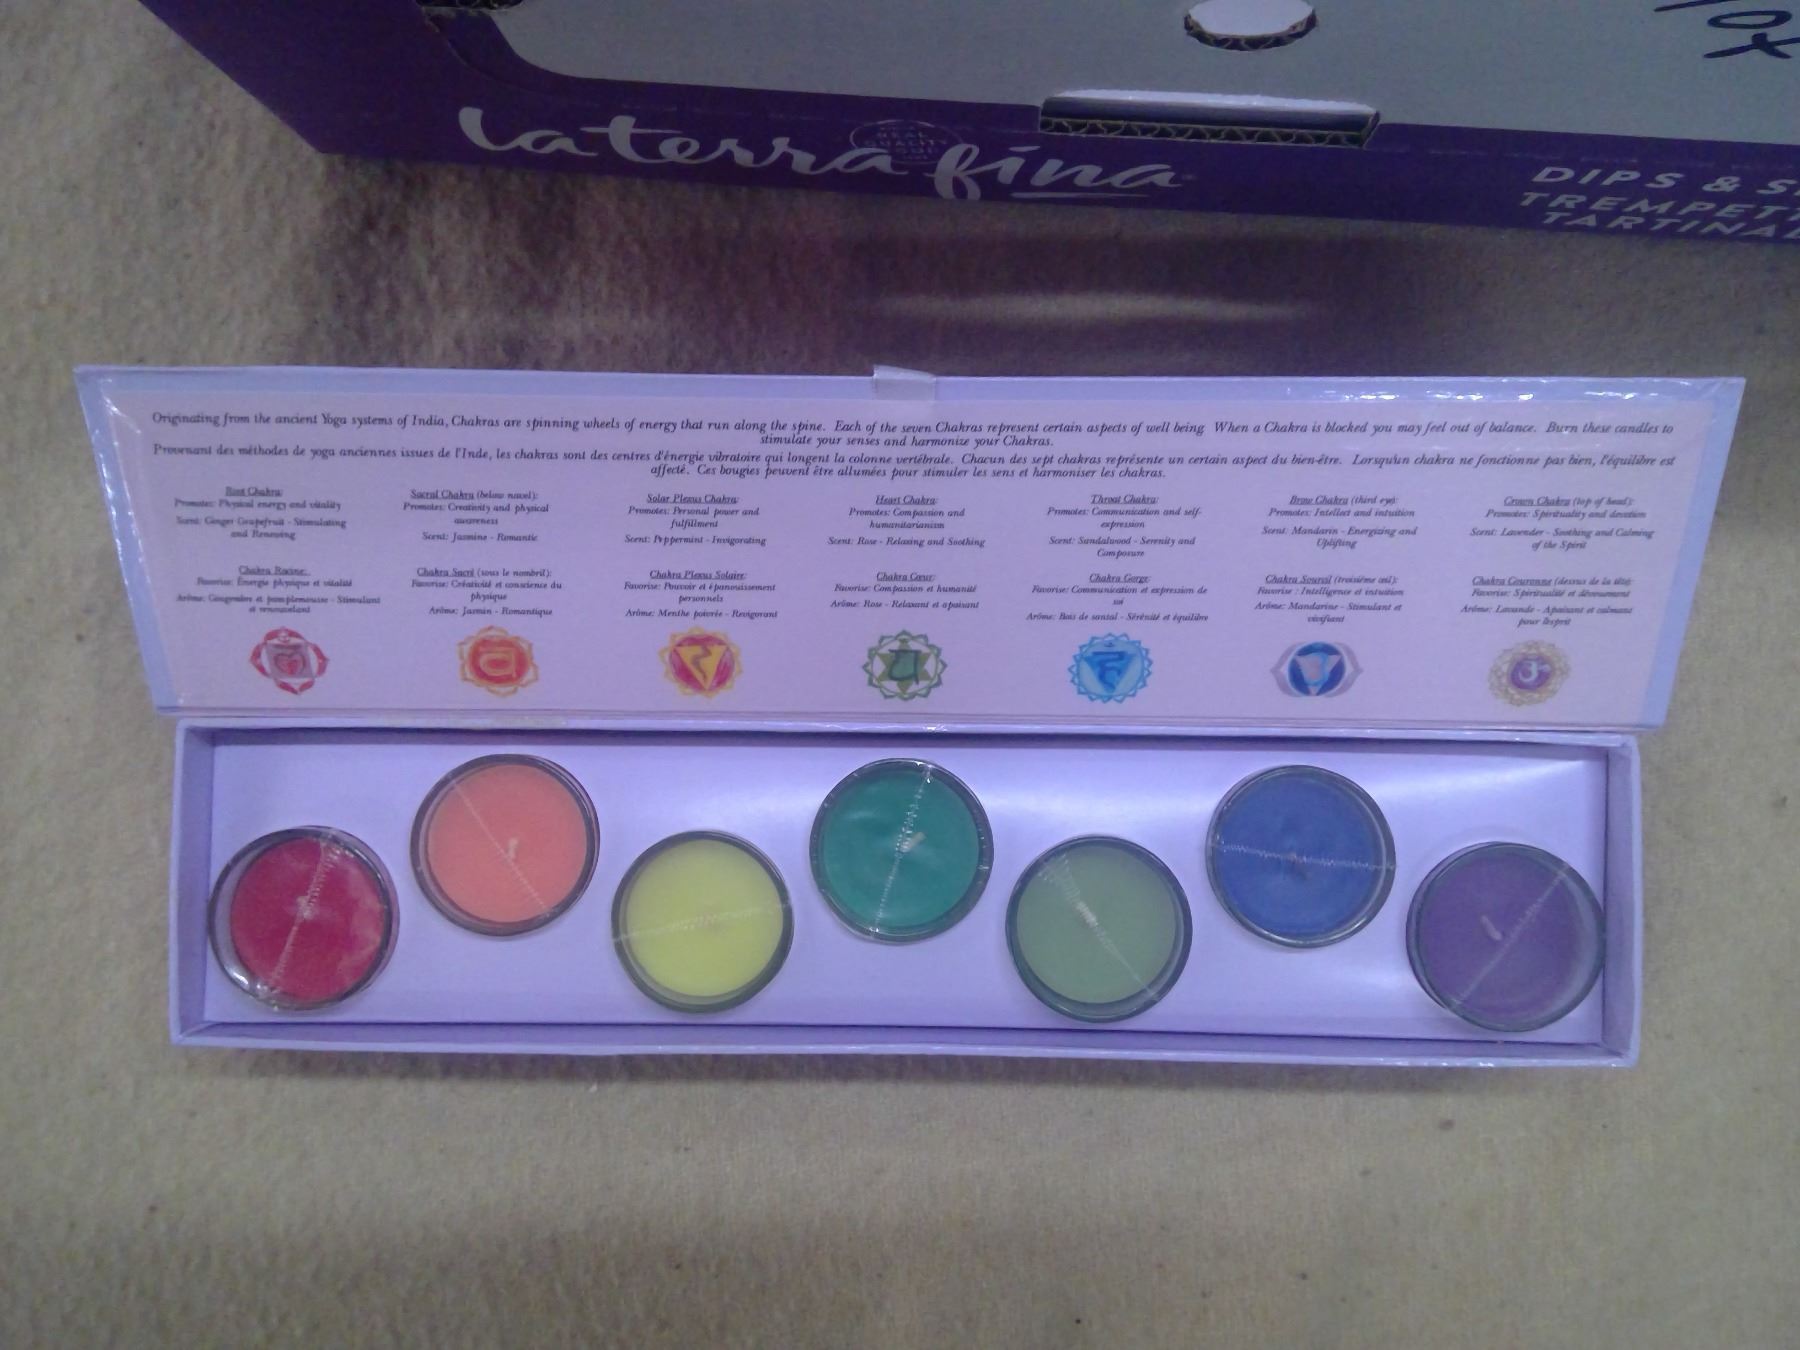 10x
la terra fina
REAL
QUALITY
DIPS & S
TREMPETT
TARTINA
Originating from the ancient Yoga systems of India, Chakras are spinning wheels of energy that run along the spine. Each of the seven Chakras represent certain aspects of well being When a Chakra is blocked you may feel out of balance. Burn these candles to
stimulate your senses and harmonize your Chakras.
Provenant des méthodes de yoga anciennes issues de l'Inde, les chakras sont des centres d'énergie vibratoire qui longent la colonne vertébrale. Chacun des sept chakras représente un certain aspect du bien-être. Lorsqu'un chakra ne fonctionne pas bien, l'équilibre est
affecté. Ces bougies peuvent être allumées pour stimuler les sens et harmoniser les chakras.
Root Chakra:
Promotes: Physical energy and vitality
Scent: Ginger Grapefruit - Stimulating
and Renewing
Chakra Racine:
Favorise: Énergie physique et vitalité
Arôme: Gingembre et pamplemousse - Stimulant
et renouvelant
Sacral Chakra (below navel):
Promotes: Creativity and physical
awareness
Scent: Jasmine - Romantic
Chakra Sacré (sous le nombril):
Favorise: Créativité et conscience du
physique
Arôme: Jasmin - Romantique
Solar Plexus Chakra:
Promotes: Personal power and
fulfillment
Scent: Peppermint - Invigorating
Chakra Plexus Solaire:
Favorise: Pouvoir et épanouissement
personnels
Arôme: Menthe poivrée - Revigorant
Heart Chakra:
Promotes: Compassion and
humanitarianism
Scent: Rose - Relaxing and Soothing
Chakra Cœur:
Favorise: Compassion et humanité
Arôme: Rose - Relaxant et apaisant
Throat Chakra:
Promotes: Communication and self-
expression
Scent: Sandalwood - Serenity and
Composure
Chakra Gorge:
Favorise: Communication et expression de
soi
Arôme: Bois de santal - Sérénité et équilibre
Brow Chakra (third eye):
Promotes: Intellect and intuition
Scent: Mandarin - Energizing and
Uplifting
Chakra Sourcil (troisième œil):
Favorise : Intelligence et intuition
Arôme: Mandarine - Stimulant et
vivifiant
Crown Chakra (top of head):
Promotes: Spirituality and devotion
Scent: Lavender - Soothing and Calming
of the Spirit
Chakra Couronne (dessus de la tête:
Favorise: Spiritualité et dévouement
Arôme: Lavande - Apaisant et calmant
pour l'esprit